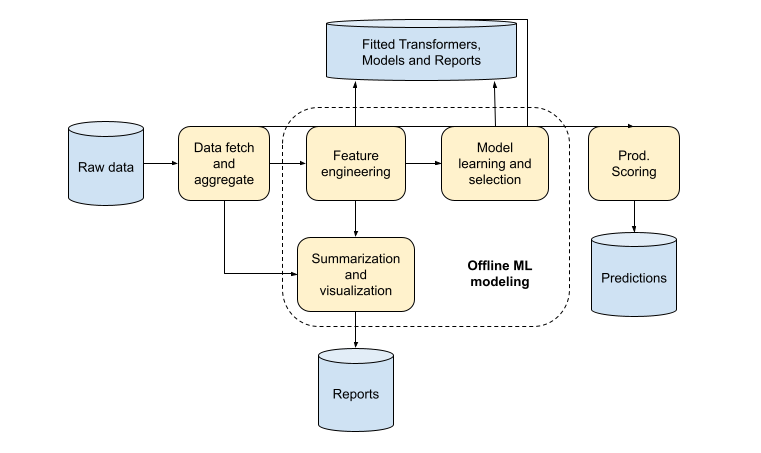 Fitted Transformers,
Models and Reports
Raw data
Data fetch
and
aggregate
Feature
engineering
Model
learning and
selection
Prod.
Scoring
Summarization
and
visualization
Offline ML
modeling
Predictions
Reports